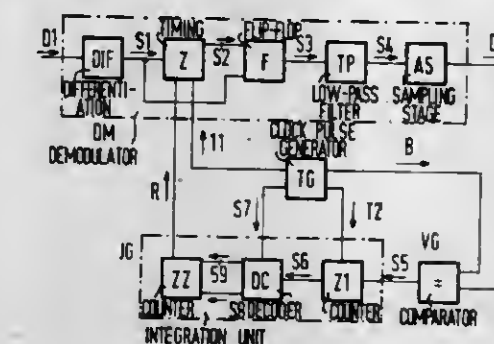 TIMING
FLIP-FLOP
D1
S1
S2
S3
S4
D
DIF
Z
F
TP
AS
DIFFERENTI-
ATION
LOW-PASS
FILTER
SAMPLING
STAGE
DM
DEMODULATOR
CLOCK PULSE
GENERATOR
T1
B
R
TG
S7
T2
JG
VG
S9
S6
S5
ZZ
DC
Z1
=
COUNTER
S8
DECODER
COUNTER
COMPARATOR
INTEGRATION UNIT